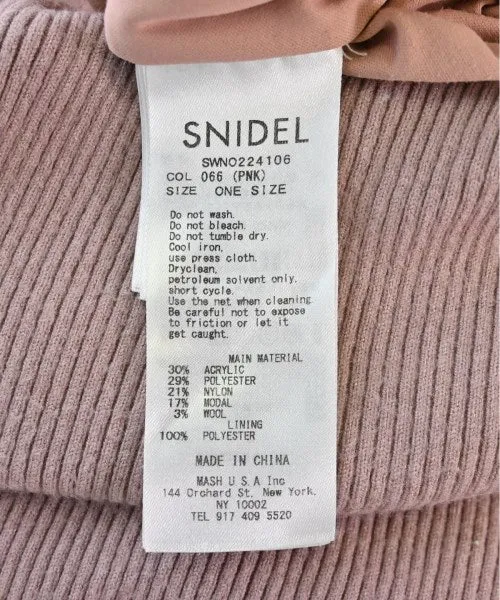 SNIDEL
SWNO224106
COL 066 (PNK)
SIZE ONE SIZE
Do not wash.
Do not bleach.
Do not tumble dry.
Cool iron,
use press cloth.
Dryclean,
petroleum solvent only,
short cycle.
Use the net when cleaning
Be careful not to expose
to friction or let it
get caught.
MAIN MATERIAL
30% ACRYLIC
29% POLYESTER
21% NYLON
17% MODAL
3% WOOL
LINING
100% POLYESTER
MADE IN CHINA
MASH U.S.A Inc
144 Orchard St. New York.
NY 10002
TEL 917 409 5520